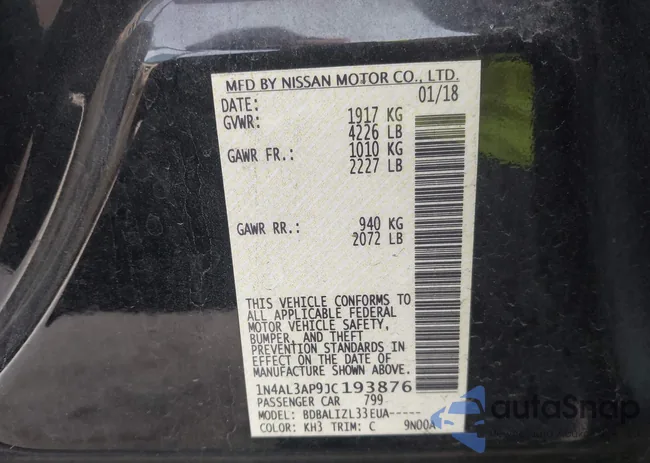 MFD BY NISSAN MOTOR CO., LTD.
DATE: 01/18
GVWR: 1917 KG
4226 LB
GAWR FR.: 1010 KG
2227 LB
GAWR RR.: 940 KG
2072 LB
THIS VEHICLE CONFORMS TO
ALL APPLICABLE FEDERAL
MOTOR VEHICLE SAFETY,
BUMPER, AND THEFT
PREVENTION STANDARDS IN
EFFECT ON THE DATE OF
MANUFACTURE SHOWN ABOVE.
1N4AL3AP9JC193876
PASSENGER CAR 799
MODEL: BDBALIZL33EUA-----
COLOR: KH3 TRIM: C 9N00A
autoSnap